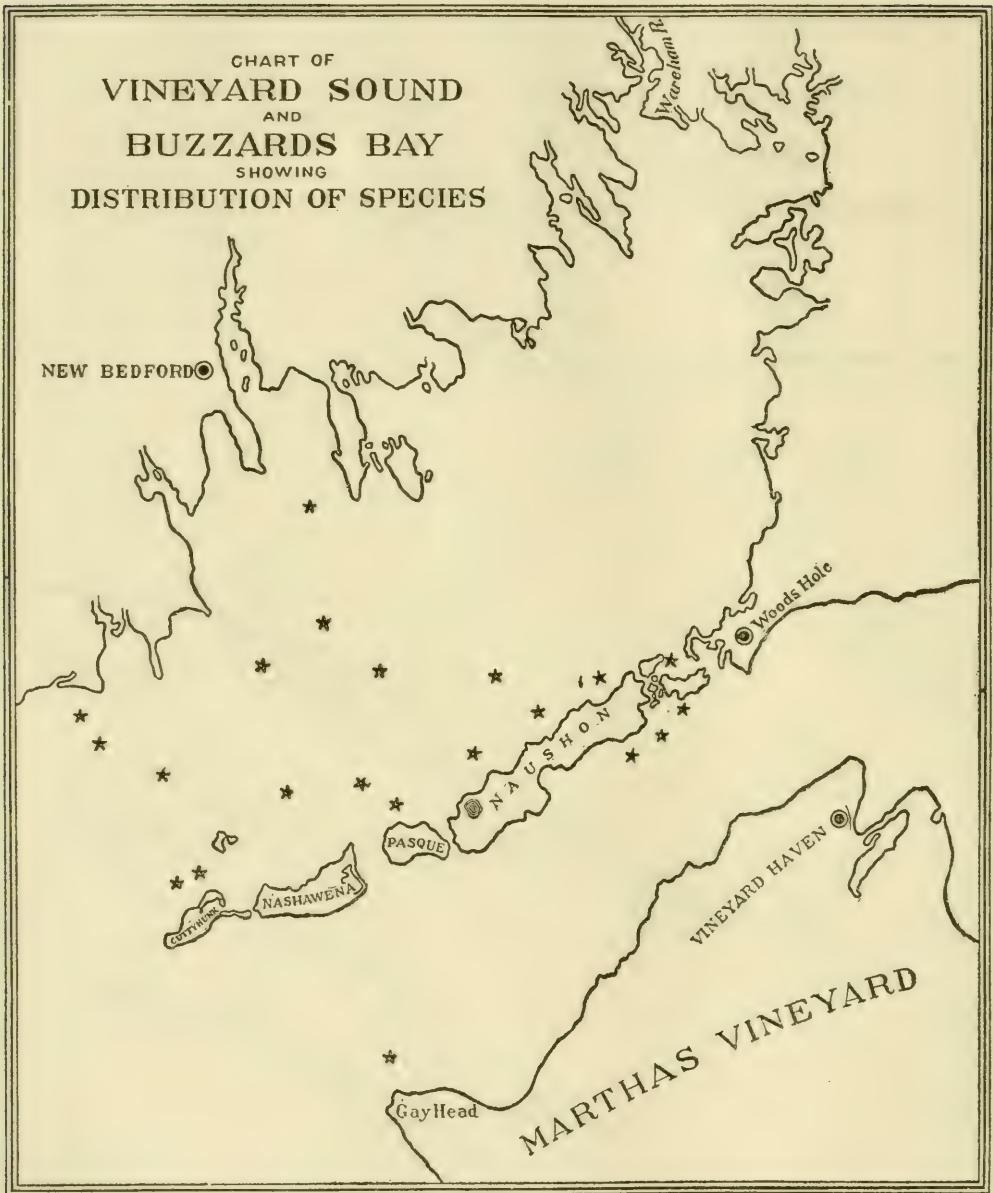 CHART OF
VINEYARD SOUND
AND
BUZZARDS BAY
SHOWING
DISTRIBUTION OF SPECIES
Wareham R.
NEW BEDFORD
Woods Hole
NAUSHON
PASQUE
NASHAWENA
CUTTYHUNK
VINEYARD HAVEN
MARTHAS VINEYARD
Gay Head